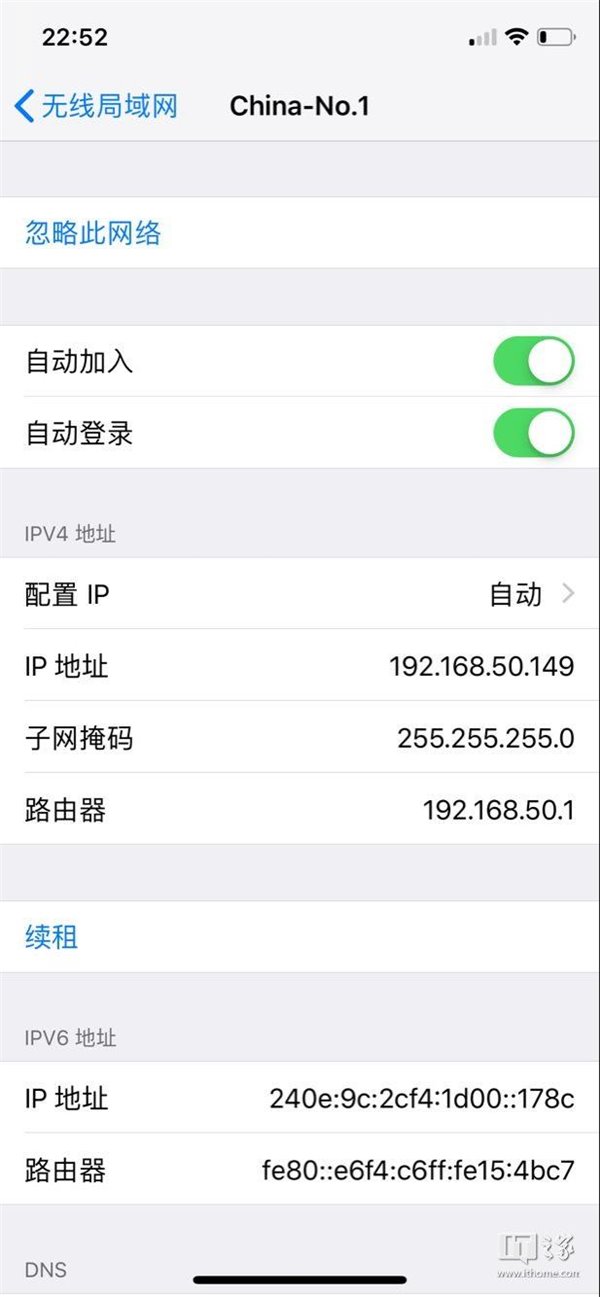 22:52
无线局域网 China-No.1
忽略此网络
自动加入
自动登录
IPV4 地址
配置 IP 自动
IP 地址 192.168.50.149
子网掩码 255.255.255.0
路由器 192.168.50.1
续租
IPV6 地址
IP 地址 240e:9c:2cf4:1d00::178c
路由器 fe80::e6f4:c6ff:fe15:4bc7
DNS
IT之家
www.ithome.com